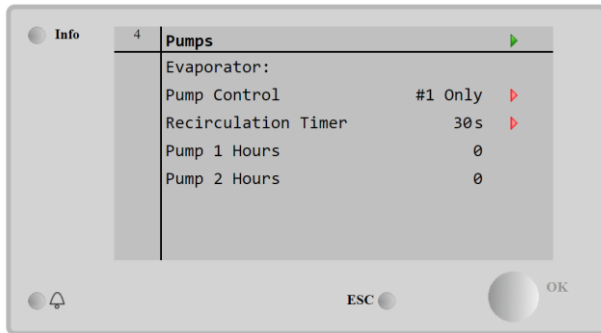 Info
4 Pumps
Evaporator:
Pump Control #1 Only
Recirculation Timer 30s
Pump 1 Hours 0
Pump 2 Hours 0
ESC
OK